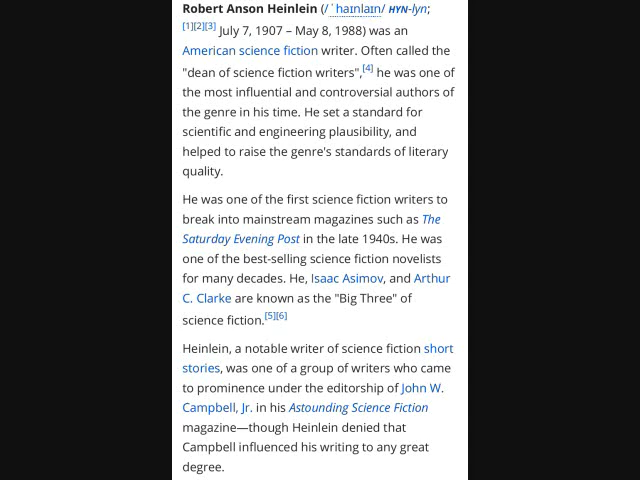 Robert Anson Heinlein (/ˈhaɪnlaɪn/ HYN-lyn;
[1][2][3] July 7, 1907 – May 8, 1988) was an
American science fiction writer. Often called the
"dean of science fiction writers",[4] he was one of
the most influential and controversial authors of
the genre in his time. He set a standard for
scientific and engineering plausibility, and
helped to raise the genre's standards of literary
quality.
He was one of the first science fiction writers to
break into mainstream magazines such as The
Saturday Evening Post in the late 1940s. He was
one of the best-selling science fiction novelists
for many decades. He, Isaac Asimov, and Arthur
C. Clarke are known as the "Big Three" of
science fiction.[5][6]
Heinlein, a notable writer of science fiction short
stories, was one of a group of writers who came
to prominence under the editorship of John W.
Campbell, Jr. in his Astounding Science Fiction
magazine—though Heinlein denied that
Campbell influenced his writing to any great
degree.